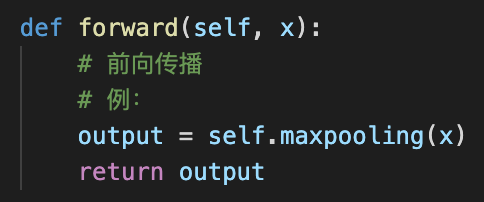 def forward(self, x):
    # 前向传播
    # 例：
    output = self.maxpooling(x)
    return output